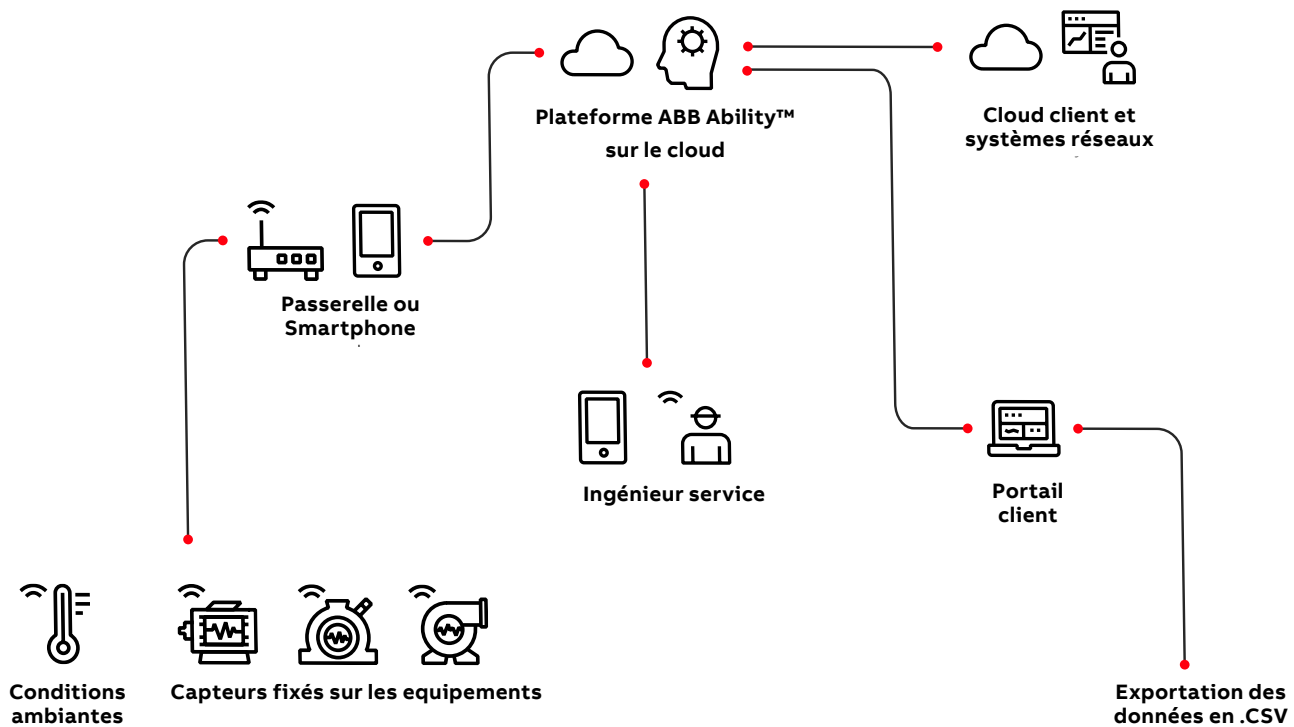 Plateforme ABB Ability™
sur le cloud
Cloud client et
systèmes réseaux
Passerelle ou
Smartphone
Ingénieur service
Portail
client
Conditions
ambiantes
Capteurs fixés sur les equipements
Exportation des
données en .CSV